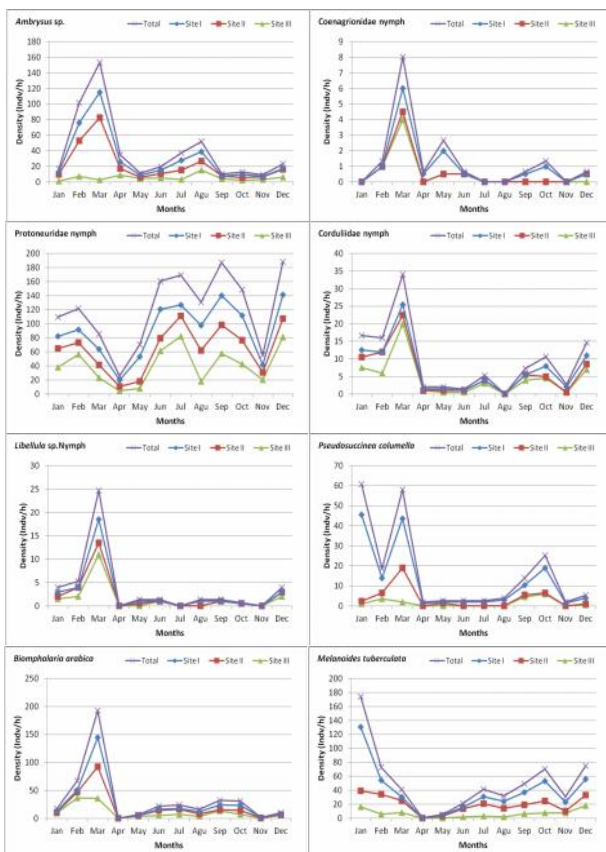 Ambrysus sp.
Total Site I Site II Site III
Density (Indv/h)
180
160
140
120
100
80
60
40
20
0
Jan Feb Mar Apr May Jun Jul Agu Sep Oct Nov Dec
Months
Coenagrionidae nymph
Total Site I Site II Site III
Density (Indv/h)
9
8
7
6
5
4
3
2
1
0
Jan Feb Mar Apr May Jun Jul Agu Sep Oct Nov Dec
Months
Protoneuridae nymph
Total Site I Site II Site III
Density (Indv/h)
200
180
160
140
120
100
80
60
40
20
0
Jan Feb Mar Apr May Jun Jul Agu Sep Oct Nov Dec
Months
Corduliidae nymph
Total Site I Site II Site III
Density (Indv/h)
40
35
30
25
20
15
10
5
0
Jan Feb Mar Apr May Jun Jul Agu Sep Oct Nov Dec
Months
Libellula sp.Nymph
Total Site I Site II Site III
Density (Indv/h)
30
25
20
15
10
5
0
Jan Feb Mar Apr May Jun Jul Agu Sep Oct Nov Dec
Months
Pseudosuccinea columella
Total Site I Site II Site III
Density (Indv/h)
70
60
50
40
30
20
10
0
Jan Feb Mar Apr May Jun Jul Agu Sep Oct Nov Dec
Months
Biomphalaria arabica
Total Site I Site II Site III
Density (Indv/h)
250
200
150
100
50
0
Jan Feb Mar Apr May Jun Jul Agu Sep Oct Nov Dec
Months
Melanoides tuberculata
Total Site I Site II Site III
Density (Indv/h)
200
180
160
140
120
100
80
60
40
20
0
Jan Feb Mar Apr May Jun Jul Agu Sep Oct Nov Dec
Months